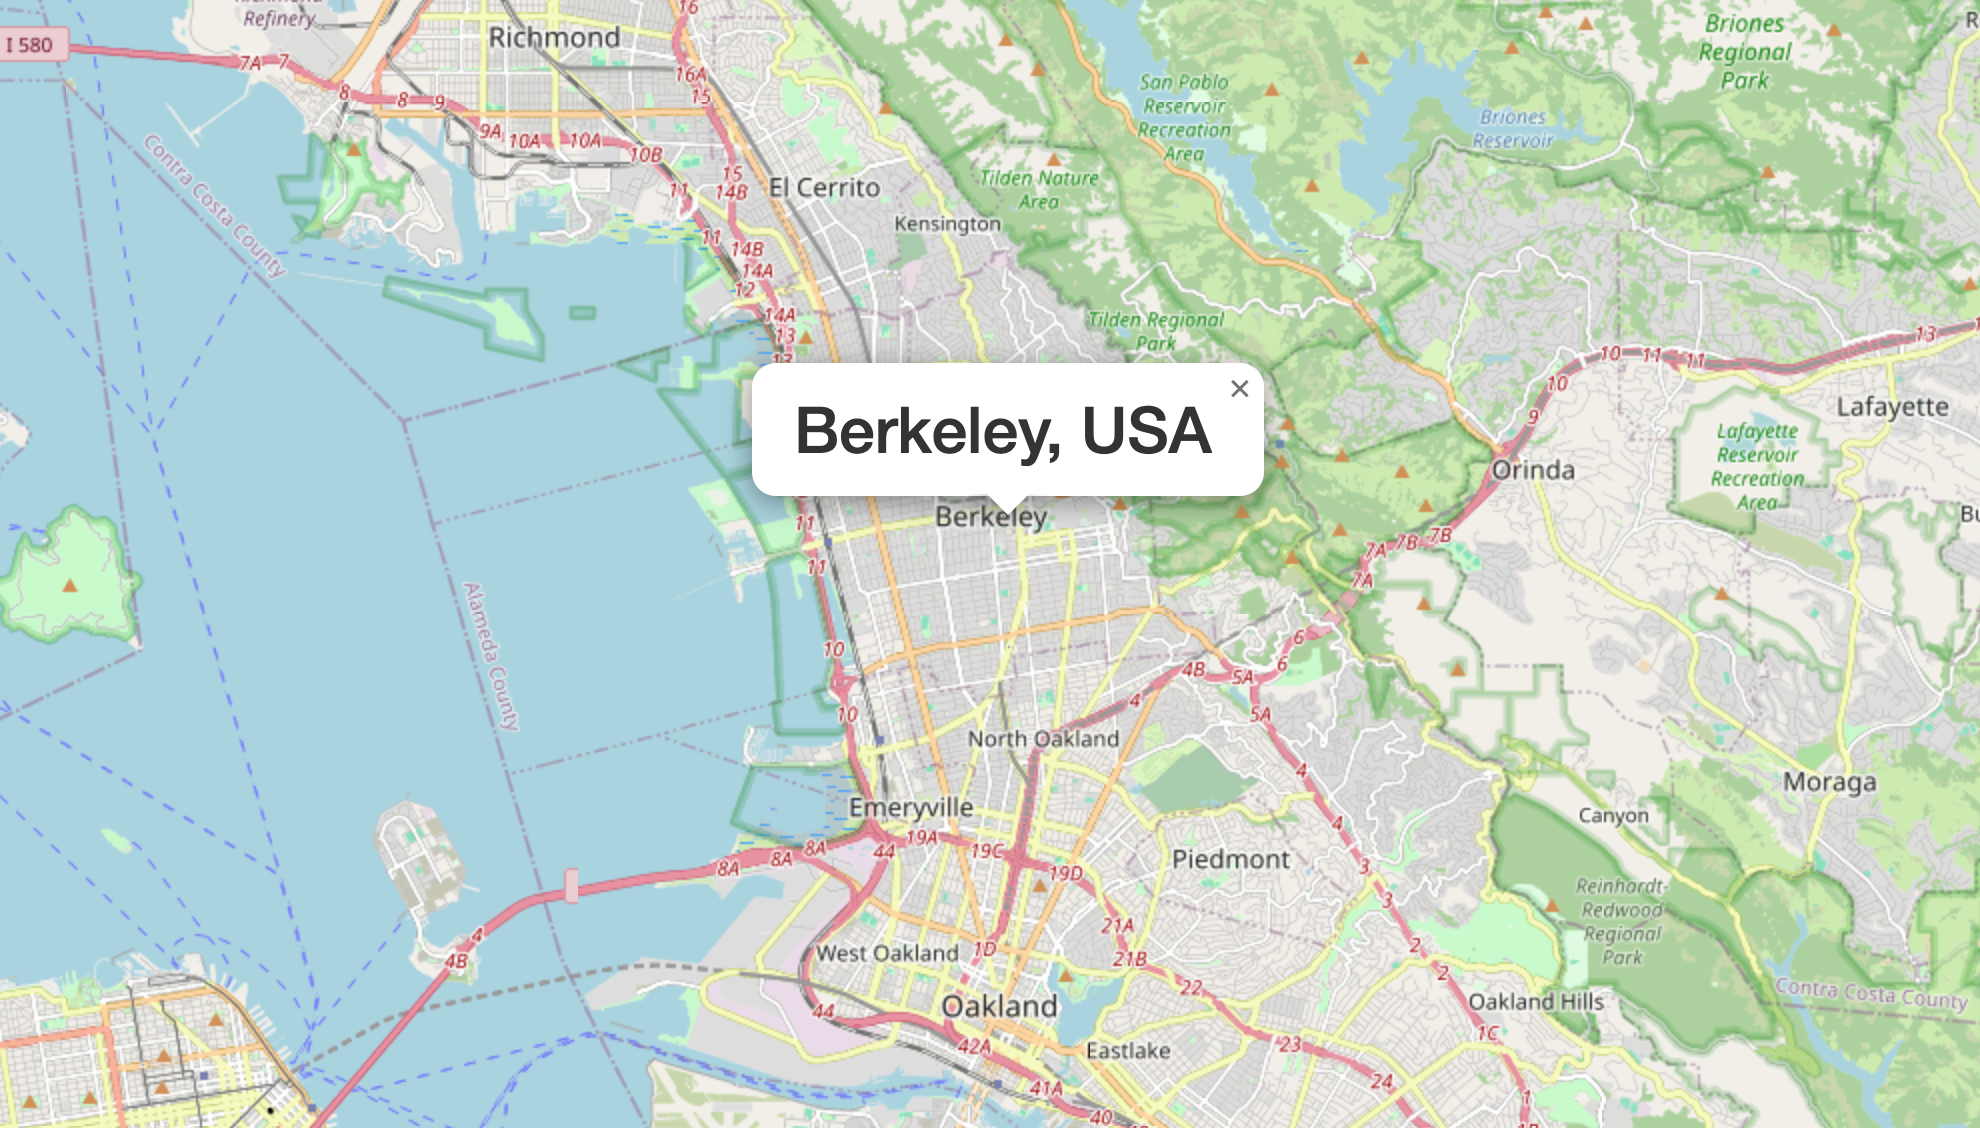 16
Richmond
Refinery
Richmond
Briones
Regional
Park
I 580
7A
7
16A
15
8
8
9
San Pablo
Reservoir
Recreation
Area
Briones
Reservoir
9A
10A
10A
10B
Contra Costa County
15
14B
11
El Cerrito
Tilden Nature
Area
Kensington
11
14B
14A
12
14A
13
13
Tilden Regional
Park
13
10
11
11
10
9
Lafayette
Berkeley, USA
×
Lafayette
Reservoir
Recreation
Area
Orinda
Berkeley
11
11
7A
7B
7B
7A
Alameda County
10
10
6
6
4B
5A
5A
4
North Oakland
4
Moraga
Emeryville
Canyon
4
19A
19C
44
8A
8A
8A
19D
Piedmont
3
3
Reinhardt-
Redwood
Regional
Park
21A
21B
2
2
4
4B
West Oakland
1D
22
Contra Costa County
Oakland
Oakland Hills
44
42A
Eastlake
23
1C
41A
24
1
40